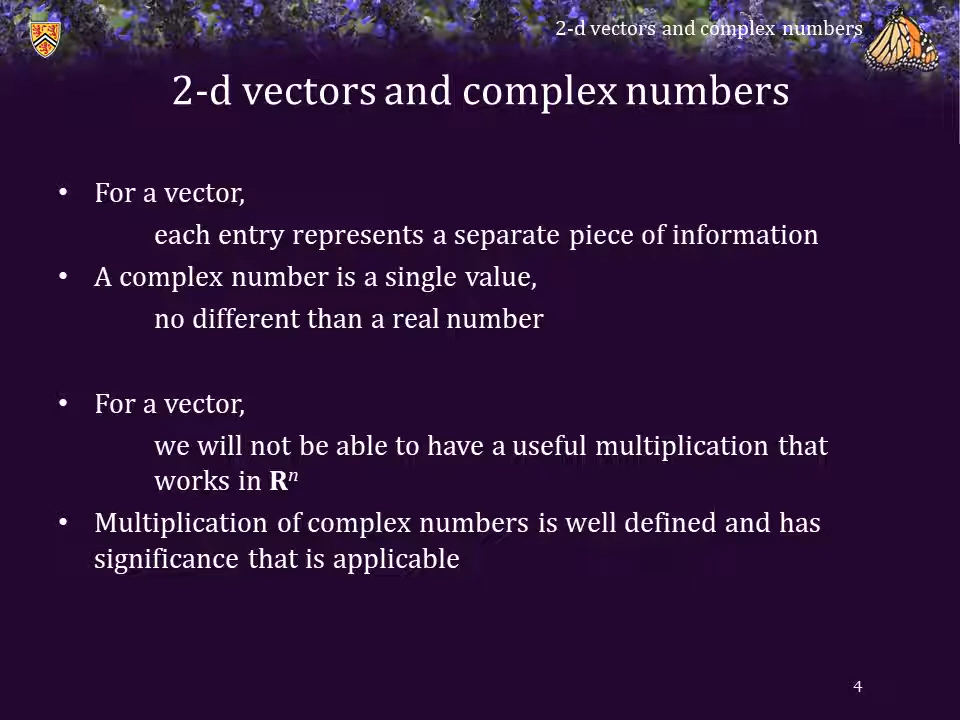 2-d vectors and complex numbers
2-d vectors and complex numbers
• For a vector,
each entry represents a separate piece of information
• A complex number is a single value,
no different than a real number
• For a vector,
we will not be able to have a useful multiplication that
works in Rⁿ
• Multiplication of complex numbers is well defined and has
significance that is applicable
4